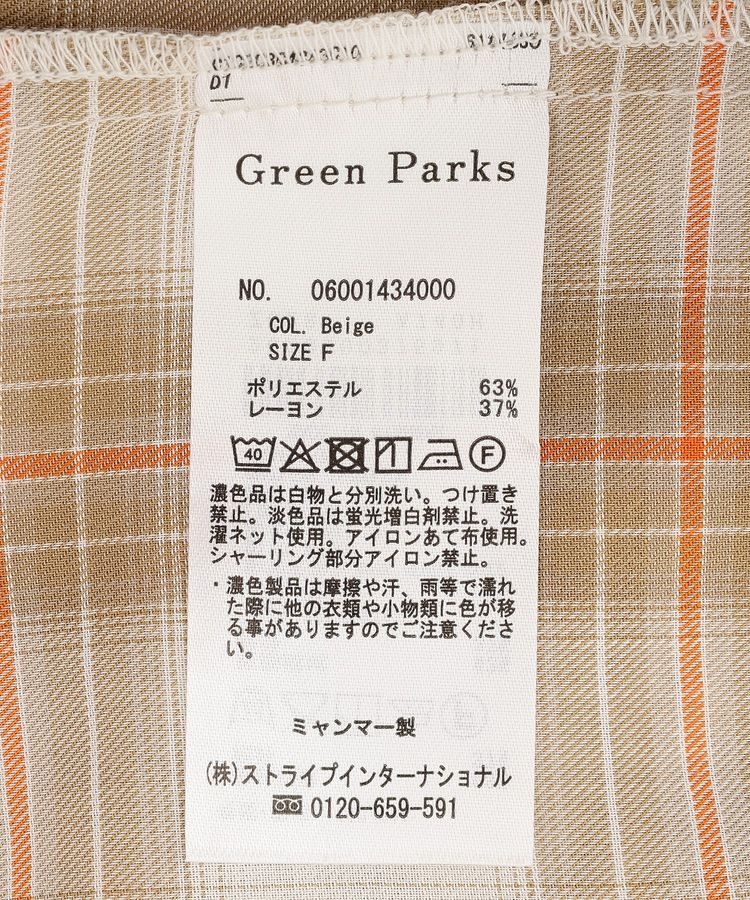 D1
Green Parks
NO. 06001434000
COL. Beige
SIZE F
ポリエステル 63%
レーヨン 37%
40 F
濃色品は白物と分別洗い。つけ置き
禁止。淡色品は蛍光増白剤禁止。洗
濯ネット使用。アイロンあて布使用。
シャーリング部分アイロン禁止。
・濃色製品は摩擦や汗、雨等で濡れ
た際に他の衣類や小物類に色が移
る事がありますのでご注意くださ
い。
ミャンマー製
(株)ストライプインターナショナル
0120-659-591